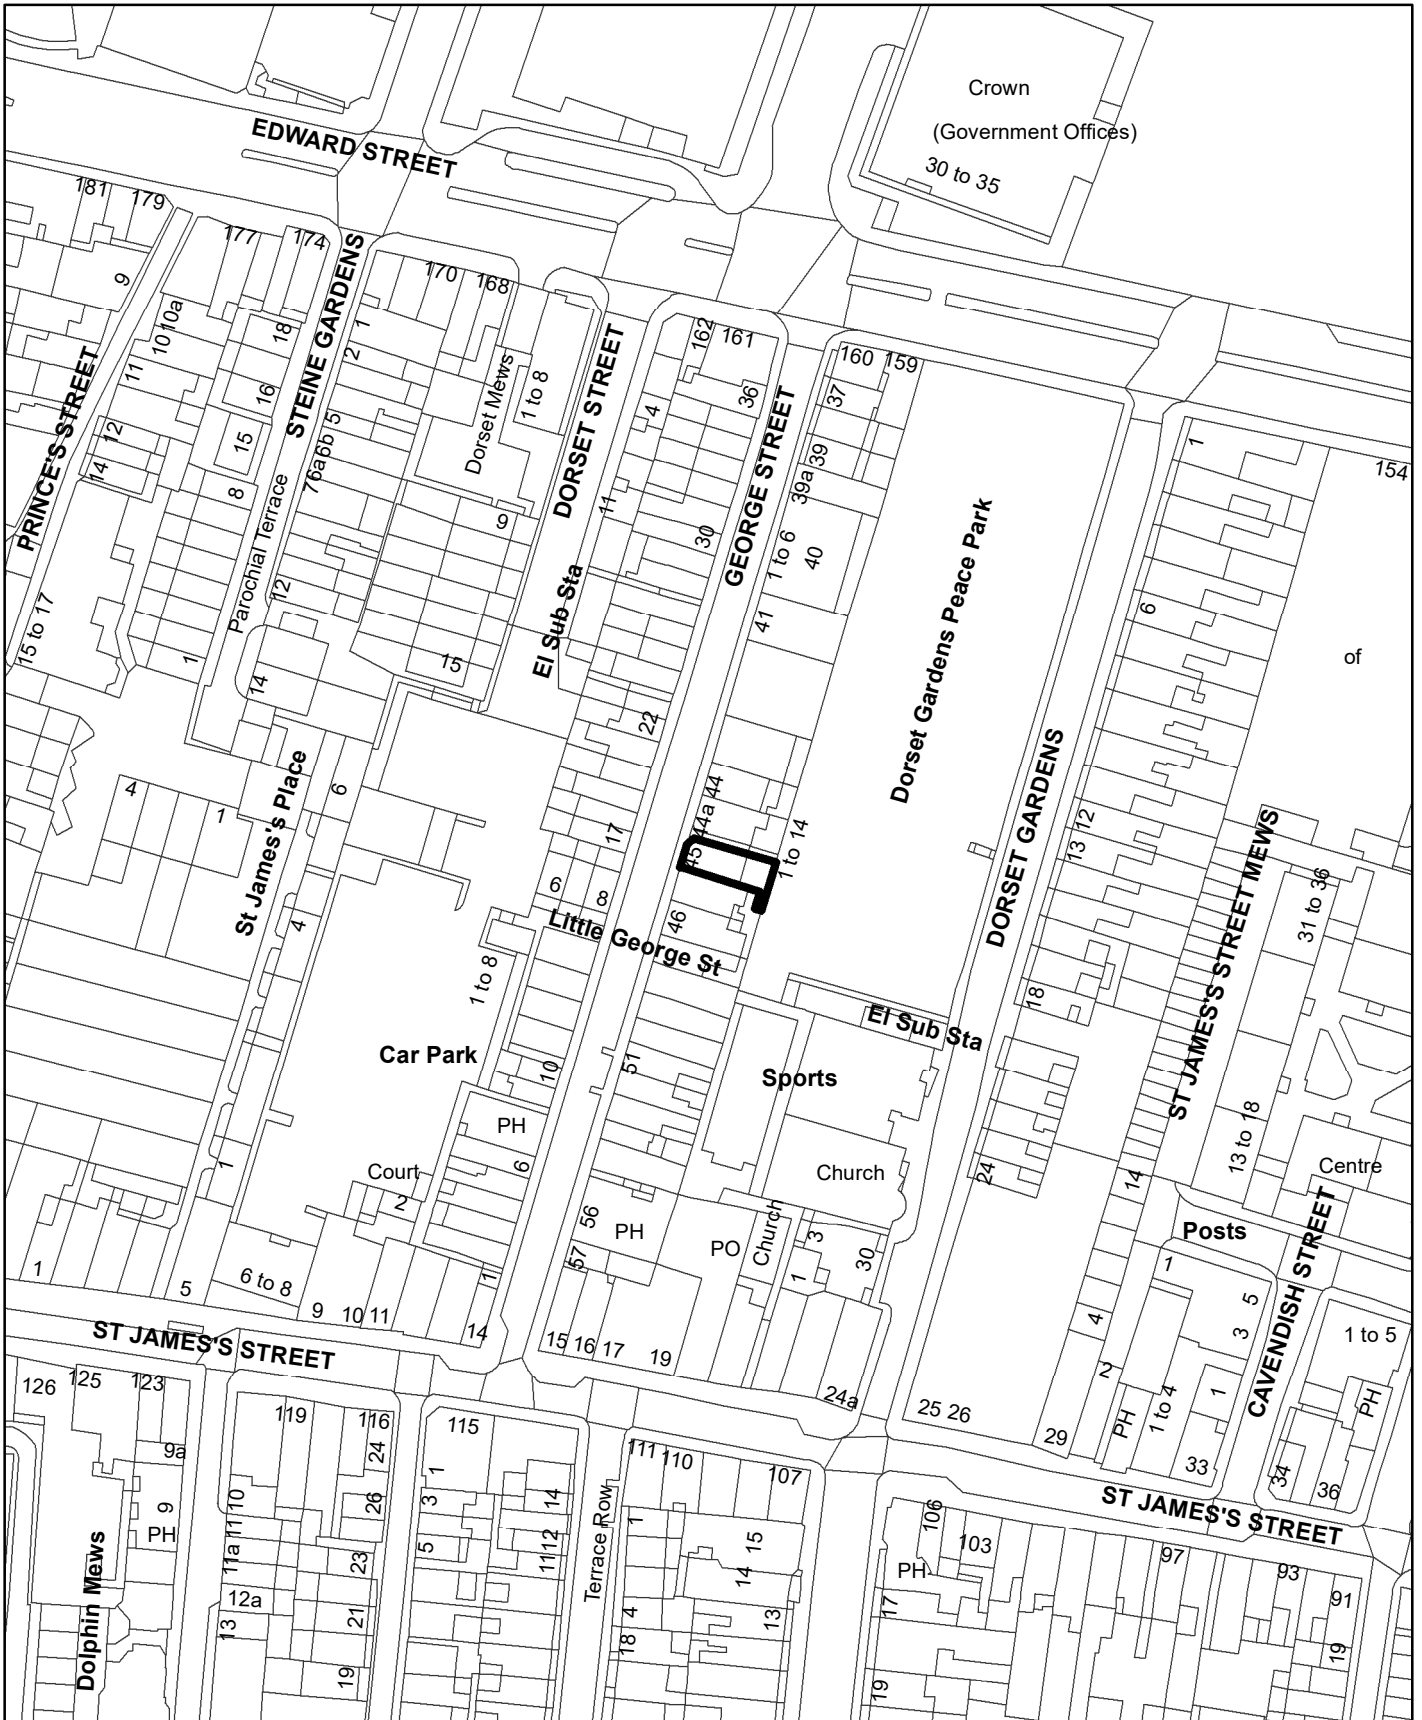 Crown
(Government Offices)
30 to 35
EDWARD STREET
181
179
177
174
170
168
162
161
160
159
154
9
10
10a
11
12
14
15 to 17
PRINCE'S STREET
18
16
15
8
1
STEINE GARDENS
Parochial Terrace
1
2
5
6b
6a
7
12
14
Dorset Mews
1 to 8
9
15
DORSET STREET
El Sub Sta
4
11
36
30
22
17
GEORGE STREET
37
39
39a
1 to 6
40
41
44
44a
45
1 to 14
46
Dorset Gardens Peace Park
DORSET GARDENS
1
6
12
13
18
24
of
ST JAMES'S STREET MEWS
31 to 36
13 to 18
14
Centre
4
1
St James's Place
6
4
1
6
8
Little George St
1 to 8
Car Park
10
51
El Sub Sta
Sports
PH
6
Court
2
1
56
57
PH
PO
Church
Church
3
1
30
Posts
CAVENDISH STREET
1
5
3
1
4
2
PH
1 to 4
33
1 to 5
PH
34
36
1
5
6 to 8
9
10
11
14
15
16
17
19
24a
25
26
29
ST JAMES'S STREET
ST JAMES'S STREET
126
125
123
9a
9
PH
Dolphin Mews
119
116
24
26
23
21
19
10
11
11a
12a
13
115
1
3
5
14
12
11
Terrace Row
111
110
107
1
15
14
13
4
18
106
103
PH
17
19
97
93
91
19